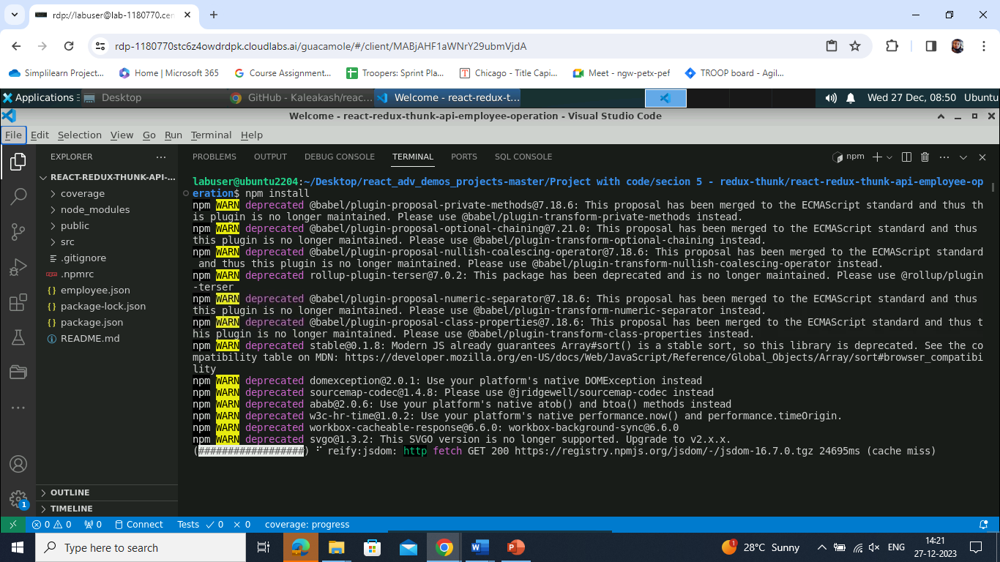 rdp://labuser@lab-1180770.cen
rdp-1180770stc6z4owdrdpk.cloudlabs.ai/guacamole/#/client/MABjAHF1aWNrY29ubmVjdA
Simplilearn Project... Home | Microsoft 365 Course Assignment... Troopers: Sprint Pla... Chicago - Title Capi... Meet - ngw-petx-pef TROOP board - Agil...
Applications Desktop GitHub - Kaleakash/reac... Welcome - react-redux-t... Wed 27 Dec, 08:50 Ubuntu
Welcome - react-redux-thunk-api-employee-operation - Visual Studio Code
File Edit Selection View Go Run Terminal Help
EXPLORER ... PROBLEMS OUTPUT DEBUG CONSOLE TERMINAL PORTS SQL CONSOLE npm
REACT-REDUX-THUNK-API-...
coverage
node_modules
public
src
.gitignore
.npmrc
employee.json
package-lock.json
package.json
README.md
OUTLINE
TIMELINE
labuser@ubuntu2204:~/Desktop/react_adv_demos_projects-master/Project with code/secion 5 - redux-thunk/react-redux-thunk-api-employee-op
eration$ npm install
npm WARN deprecated @babel/plugin-proposal-private-methods@7.18.6: This proposal has been merged to the ECMAScript standard and thus th
is plugin is no longer maintained. Please use @babel/plugin-transform-private-methods instead.
npm WARN deprecated @babel/plugin-proposal-optional-chaining@7.21.0: This proposal has been merged to the ECMAScript standard and thus
this plugin is no longer maintained. Please use @babel/plugin-transform-optional-chaining instead.
npm WARN deprecated @babel/plugin-proposal-nullish-coalescing-operator@7.18.6: This proposal has been merged to the ECMAScript standard
and thus this plugin is no longer maintained. Please use @babel/plugin-transform-nullish-coalescing-operator instead.
npm WARN deprecated rollup-plugin-terser@7.0.2: This package has been deprecated and is no longer maintained. Please use @rollup/plugin
-terser
npm WARN deprecated @babel/plugin-proposal-numeric-separator@7.18.6: This proposal has been merged to the ECMAScript standard and thus
this plugin is no longer maintained. Please use @babel/plugin-transform-numeric-separator instead.
npm WARN deprecated @babel/plugin-proposal-class-properties@7.18.6: This proposal has been merged to the ECMAScript standard and thus t
his plugin is no longer maintained. Please use @babel/plugin-transform-class-properties instead.
npm WARN deprecated stable@0.1.8: Modern JS already guarantees Array#sort() is a stable sort, so this library is deprecated. See the co
mpatibility table on MDN: https://developer.mozilla.org/en-US/docs/Web/JavaScript/Reference/Global_Objects/Array/sort#browser_compatibi
lity
npm WARN deprecated domexception@2.0.1: Use your platform's native DOMException instead
npm WARN deprecated sourcemap-codec@1.4.8: Please use @jridgewell/sourcemap-codec instead
npm WARN deprecated abab@2.0.6: Use your platform's native atob() and btoa() methods instead
npm WARN deprecated w3c-hr-time@1.0.2: Use your platform's native performance.now() and performance.timeOrigin.
npm WARN deprecated workbox-cacheable-response@6.6.0: workbox-background-sync@6.6.0
npm WARN deprecated svgo@1.3.2: This SVGO version is no longer supported. Upgrade to v2.x.x.
(##################) ⠋ reify:jsdom: http fetch GET 200 https://registry.npmjs.org/jsdom/-/jsdom-16.7.0.tgz 24695ms (cache miss)
1
0 0 0 Connect Tests 0 0 coverage: progress
Type here to search 1 28°C Sunny ENG 14:21
27-12-2023